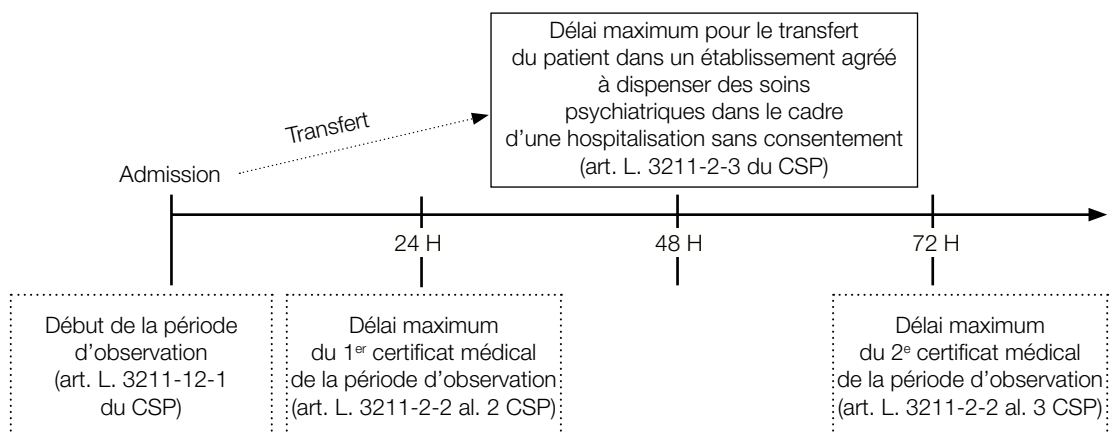 Délai maximum pour le transfert
du patient dans un établissement agréé
à dispenser des soins
psychiatriques dans le cadre
d’une hospitalisation sans consentement
(art. L. 3211-2-3 du CSP)
Transfert
Admission
24 H
48 H
72 H
Début de la période
d’observation
(art. L. 3211-12-1
du CSP)
Délai maximum
du 1er certificat médical
de la période d’observation
(art. L. 3211-2-2 al. 2 CSP)
Délai maximum
du 2e certificat médical
de la période d’observation
(art. L. 3211-2-2 al. 3 CSP)